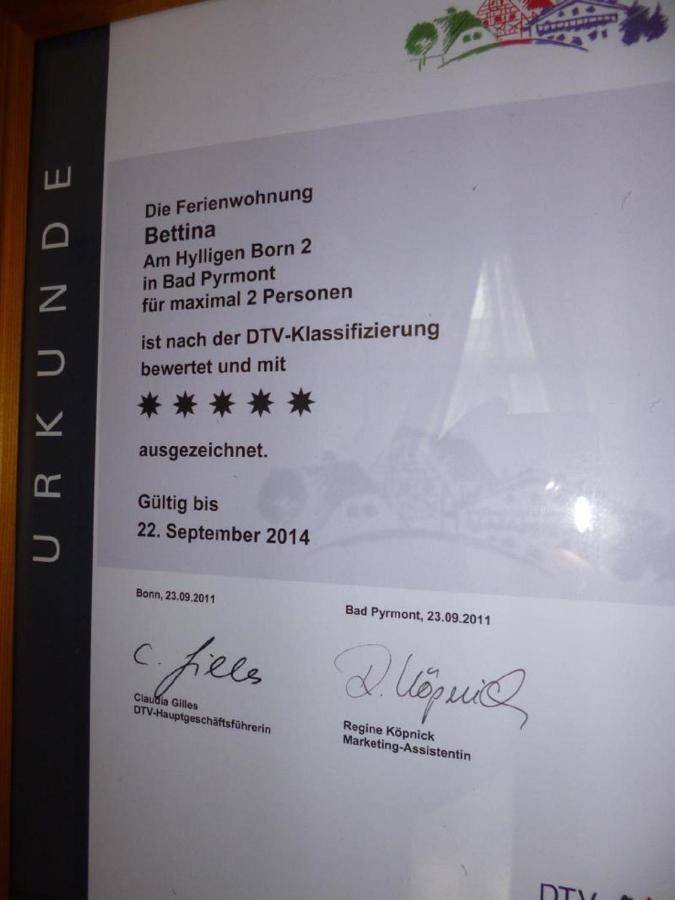 URKUNDE
Die Ferienwohnung
Bettina
Am Hylligen Born 2
in Bad Pyrmont
für maximal 2 Personen
ist nach der DTV-Klassifizierung
bewertet und mit
ausgezeichnet.
Gültig bis
22. September 2014
Bonn, 23.09.2011
C. Gilles
Claudia Gilles
DTV-Hauptgeschäftsführerin
Bad Pyrmont, 23.09.2011
R. Köpnick
Regine Köpnick
Marketing-Assistentin
DTV